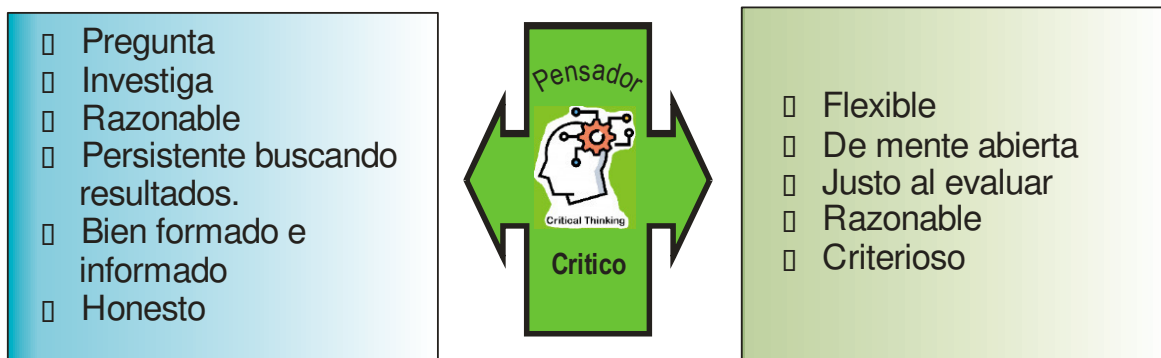 Pregunta
Investiga
Razonable
Persistente buscando
resultados.
Bien formado e
informado
Honesto
Pensador
Critical Thinking
Critico
Flexible
De mente abierta
Justo al evaluar
Razonable
Criterioso